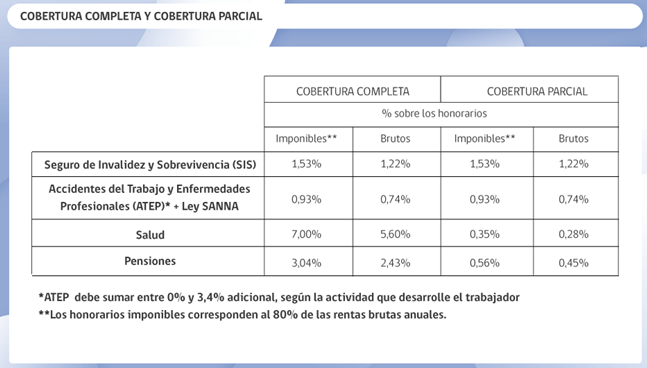 COBERTURA COMPLETA Y COBERTURA PARCIAL
COBERTURA COMPLETA COBERTURA PARCIAL
% sobre los honorarios
Imponibles** Brutos Imponibles** Brutos
Seguro de Invalidez y Sobrevivencia (SIS) 1,53% 1,22% 1,53% 1,22%
Accidentes del Trabajo y Enfermedades
Profesionales (ATEP)* + Ley SANNA 0,93% 0,74% 0,93% 0,74%
Salud 7,00% 5,60% 0,35% 0,28%
Pensiones 3,04% 2,43% 0,56% 0,45%
*ATEP debe sumar entre 0% y 3,4% adicional, según la actividad que desarrolle el trabajador
**Los honorarios imponibles corresponden al 80% de las rentas brutas anuales.